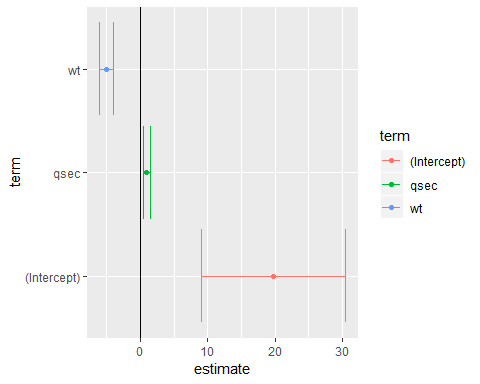 wt
qsec
(Intercept)
term
0 10 20 30
estimate
term
(Intercept)
qsec
wt